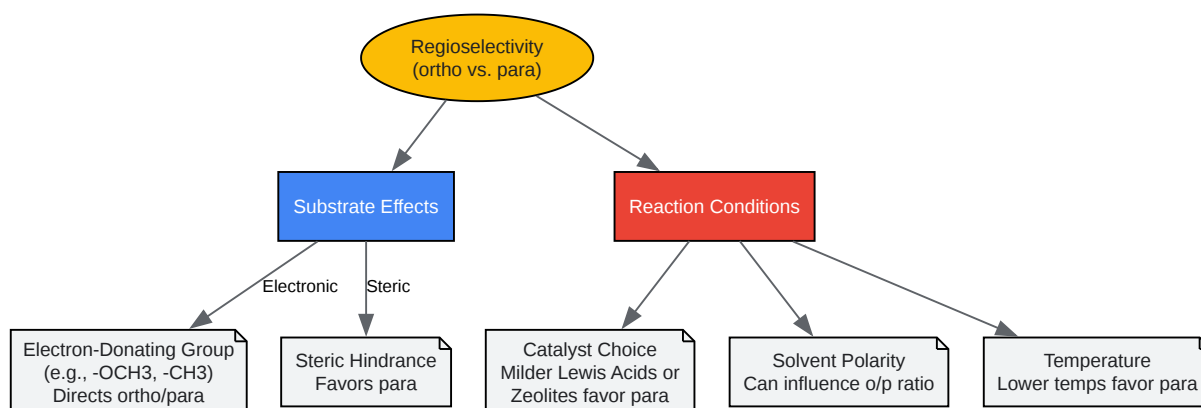 Regioselectivity
(ortho vs. para)
Substrate Effects
Reaction Conditions
Electronic
Steric
Electron-Donating Group
(e.g., -OCH3, -CH3)
Directs ortho/para
Steric Hindrance
Favors para
Catalyst Choice
Milder Lewis Acids or
Zeolites favor para
Solvent Polarity
Can influence o/p ratio
Temperature
Lower temps favor para